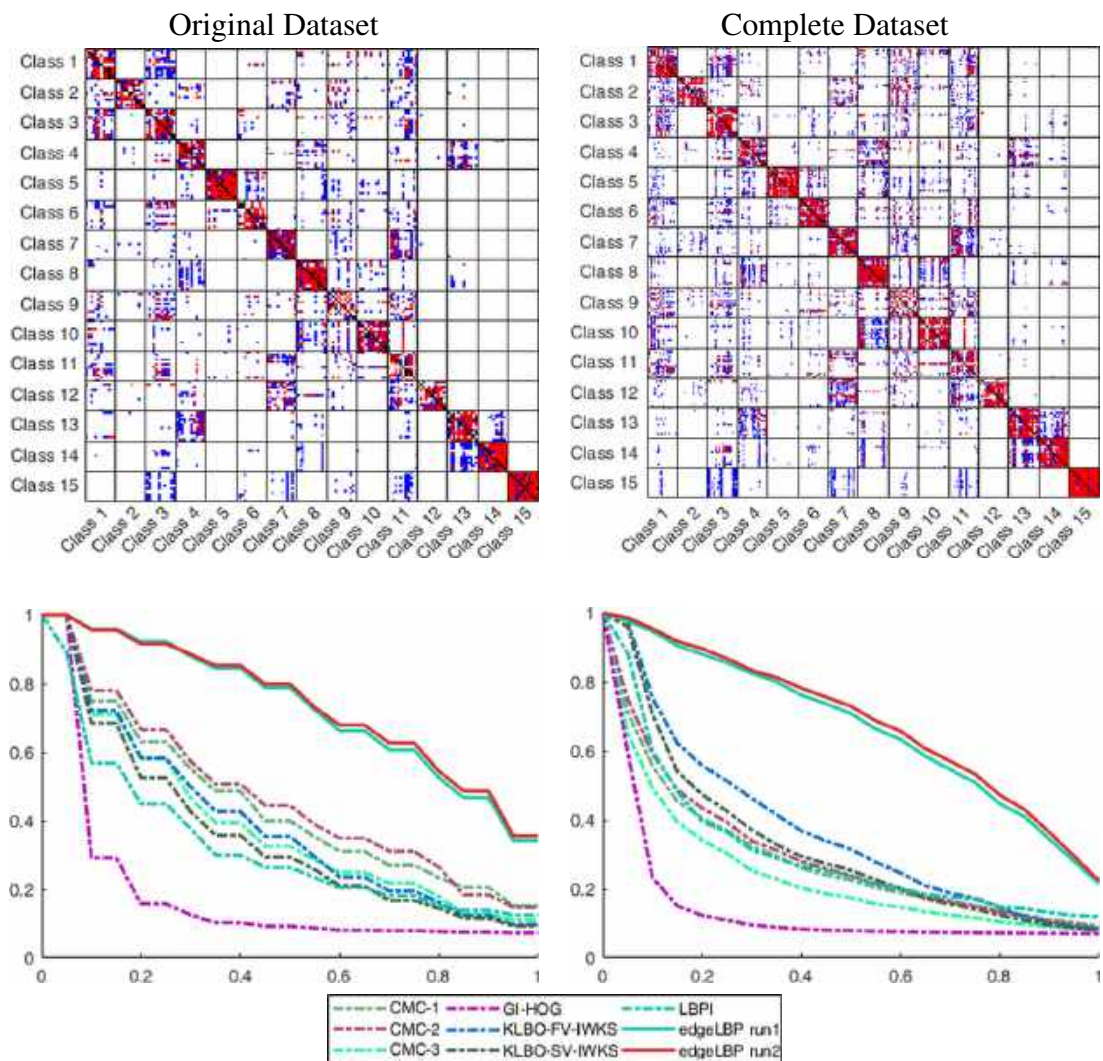 Original Dataset
Complete Dataset
Class 1
Class 2
Class 3
Class 4
Class 5
Class 6
Class 7
Class 8
Class 9
Class 10
Class 11
Class 12
Class 13
Class 14
Class 15
Class 1 Class 2 Class 3 Class 4 Class 5 Class 6 Class 7 Class 8 Class 9 Class 10 Class 11 Class 12 Class 13 Class 14 Class 15
Class 1
Class 2
Class 3
Class 4
Class 5
Class 6
Class 7
Class 8
Class 9
Class 10
Class 11
Class 12
Class 13
Class 14
Class 15
Class 1 Class 2 Class 3 Class 4 Class 5 Class 6 Class 7 Class 8 Class 9 Class 10 Class 11 Class 12 Class 13 Class 14 Class 15
1
0.8
0.6
0.4
0.2
0
0 0.2 0.4 0.6 0.8 1
1
0.8
0.6
0.4
0.2
0
0 0.2 0.4 0.6 0.8 1
CMC-1 GI-HOG LBPI
CMC-2 KLBO-FV-IWKS edgeLBP run1
CMC-3 KLBO-SV-IWKS edgeLBP run2